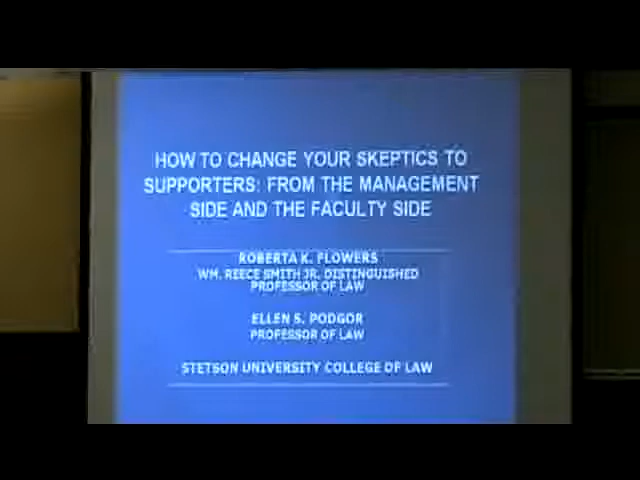 HOW TO CHANGE YOUR SKEPTICS TO
SUPPORTERS: FROM THE MANAGEMENT
SIDE AND THE FACULTY SIDE
ROBERTA K. FLOWERS
WM. REECE SMITH JR. DISTINGUISHED
PROFESSOR OF LAW
ELLEN S. PODGOR
PROFESSOR OF LAW
STETSON UNIVERSITY COLLEGE OF LAW